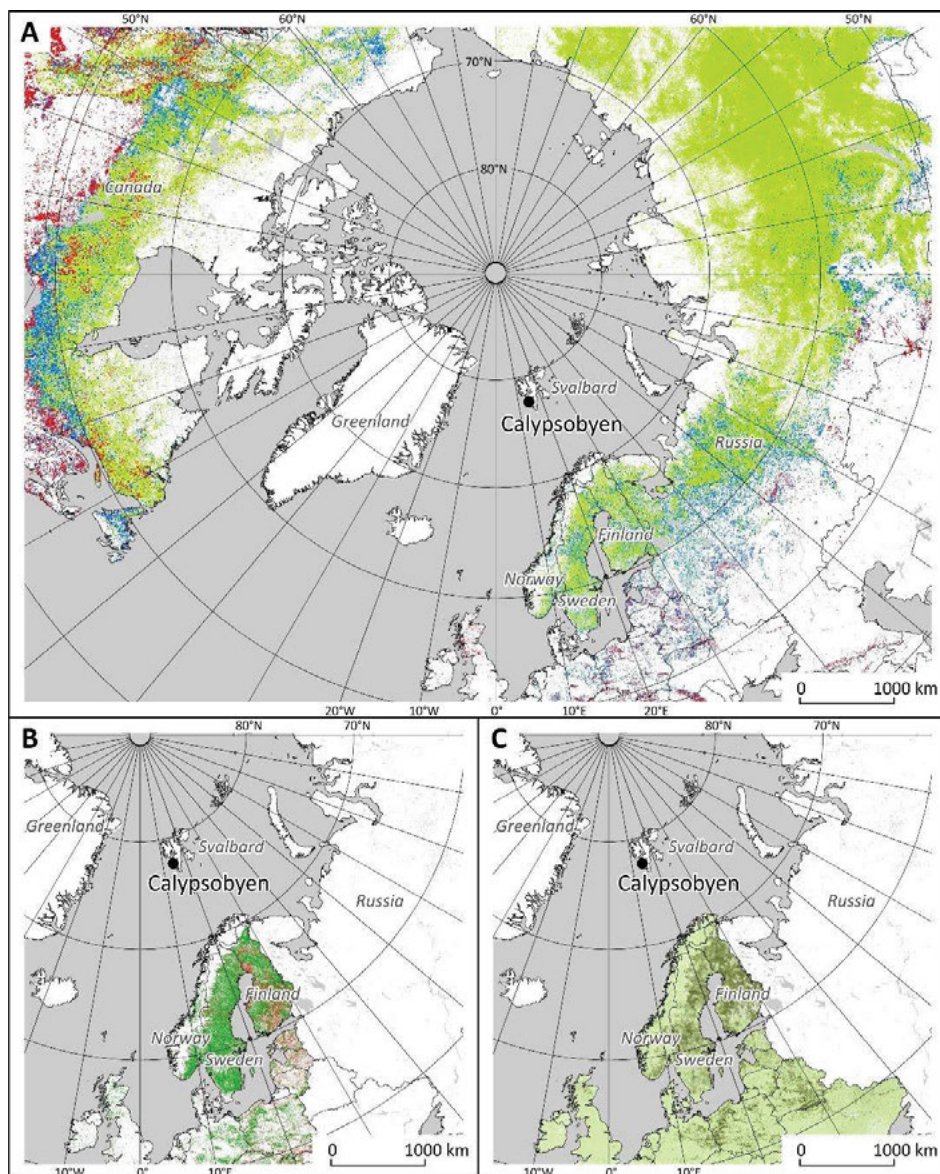 50°N 60°N 60°N 50°N
A
70°N
80°N
Canada
Svalbard
Calypsobyen
Greenland
Russia
Finland
Norway
Sweden
0 1000 km
20°W 10°W 0° 10°E 20°E
B
80°N 70°N
Greenland
Svalbard
Calypsobyen
Russia
Finland
Norway
Sweden
0 1000 km
10°W 0° 10°E
C
80°N 70°N
Greenland
Svalbard
Calypsobyen
Russia
Finland
Norway
Sweden
0 1000 km
10°W 0° 10°E